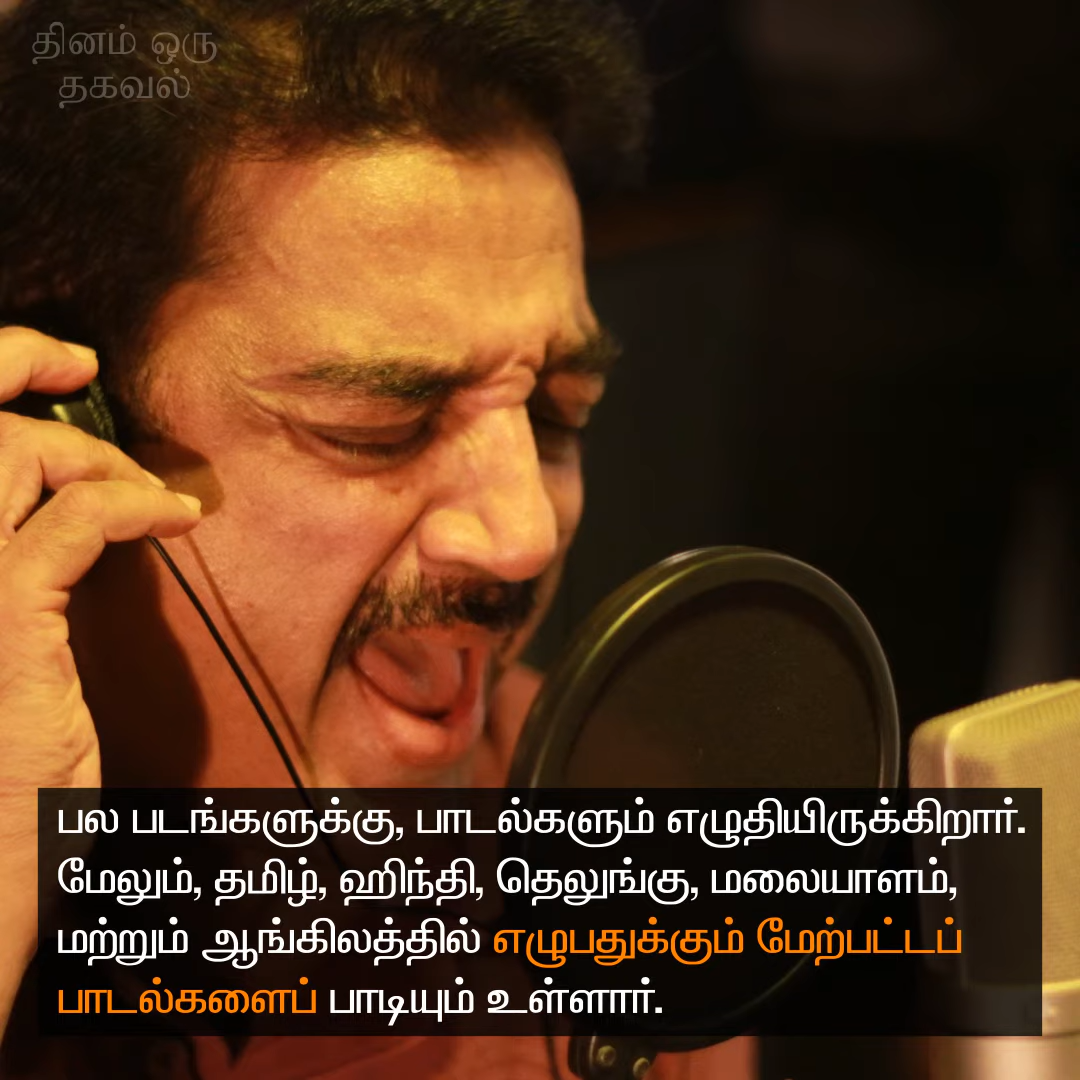 தினம் ஒரு
தகவல்
பல படங்களுக்கு, பாடல்களும் எழுதியிருக்கிறார்.
மேலும், தமிழ், ஹிந்தி, தெலுங்கு, மலையாளம்,
மற்றும் ஆங்கிலத்தில் எழுபதுக்கும் மேற்பட்டப்
பாடல்களைப் பாடியும் உள்ளார்.